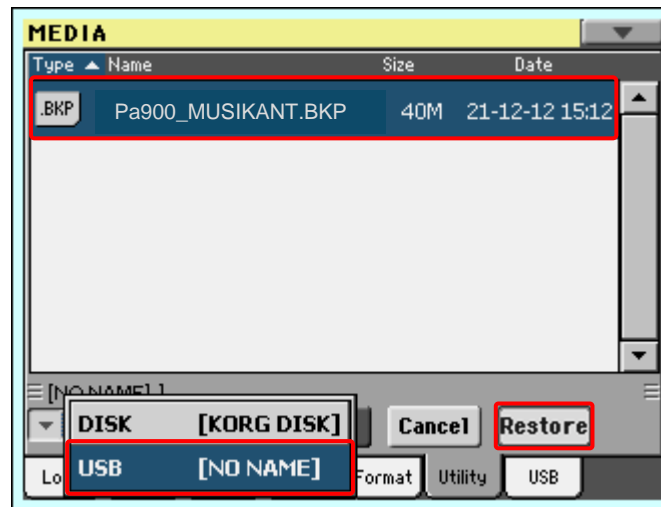 MEDIA
Type Name Size Date
.BKP Pa900_MUSIKANT.BKP 40M 21-12-12 15:12
[NO NAME] ]
DISK [KORG DISK] Cancel Restore
USB [NO NAME]
Lo Format Utility USB